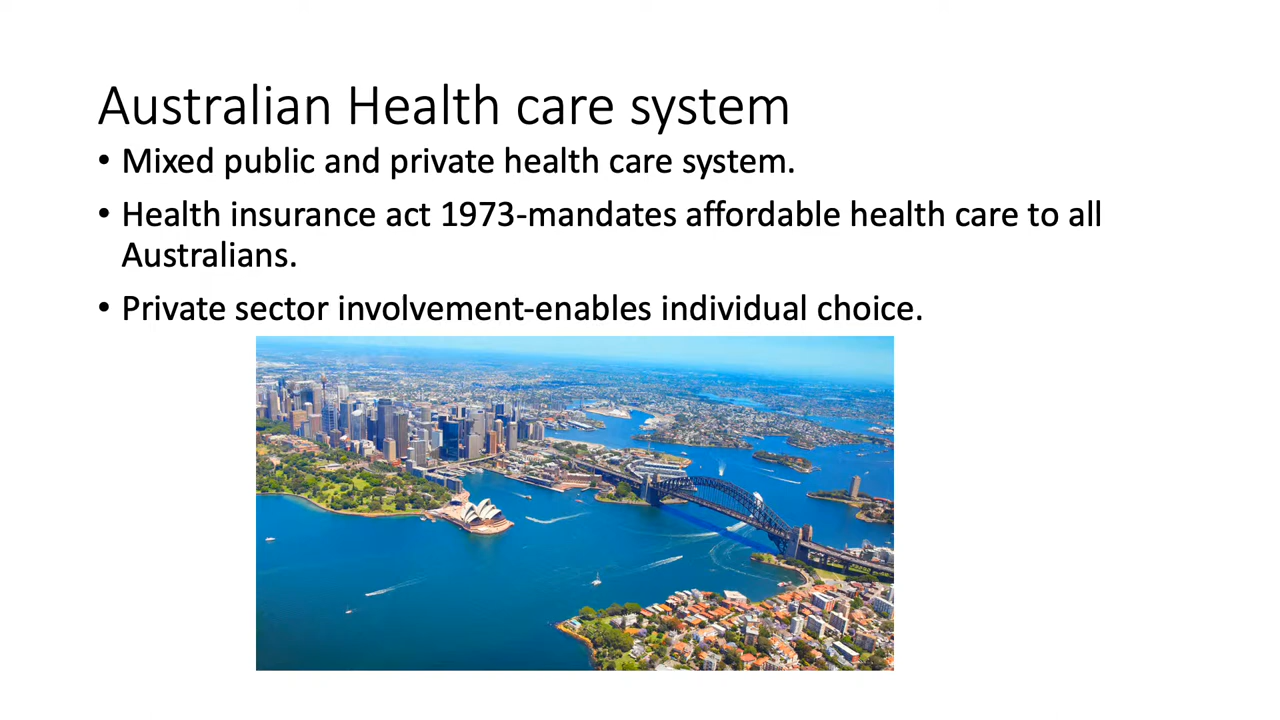 Australian Health care system
• Mixed public and private health care system.
• Health insurance act 1973-mandates affordable health care to all
Australians.
• Private sector involvement-enables individual choice.